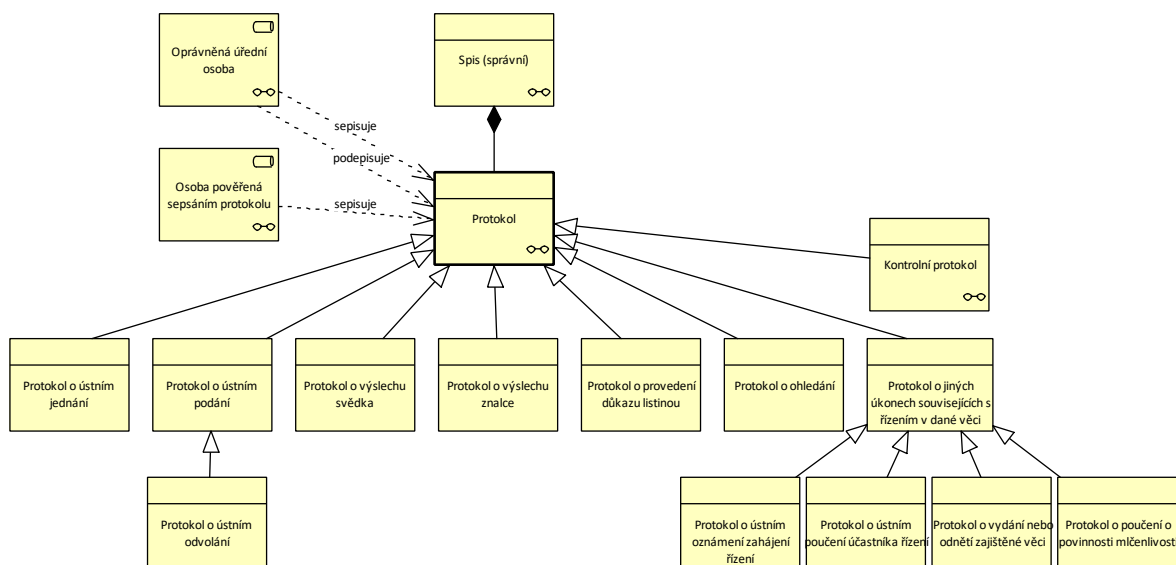 Oprávněná úřední
osoba
Spis (správní)
sepisuje
podepisuje
Osoba pověřená
sepsáním protokolu
sepisuje
Protokol
Kontrolní protokol
Protokol o ústním
jednání
Protokol o ústním
podání
Protokol o výslechu
svědka
Protokol o výslechu
znalce
Protokol o provedení
důkazu listinou
Protokol o ohledání
Protokol o jiných
úkonech souvisejících s
řízením v dané věci
Protokol o ústním
odvolání
Protokol o ústním
oznámení zahájení
řízení
Protokol o ústním
poučení účastníka řízení
Protokol o vydání nebo
odnětí zajištěné věci
Protokol o poučení o
povinnosti mlčenlivosti